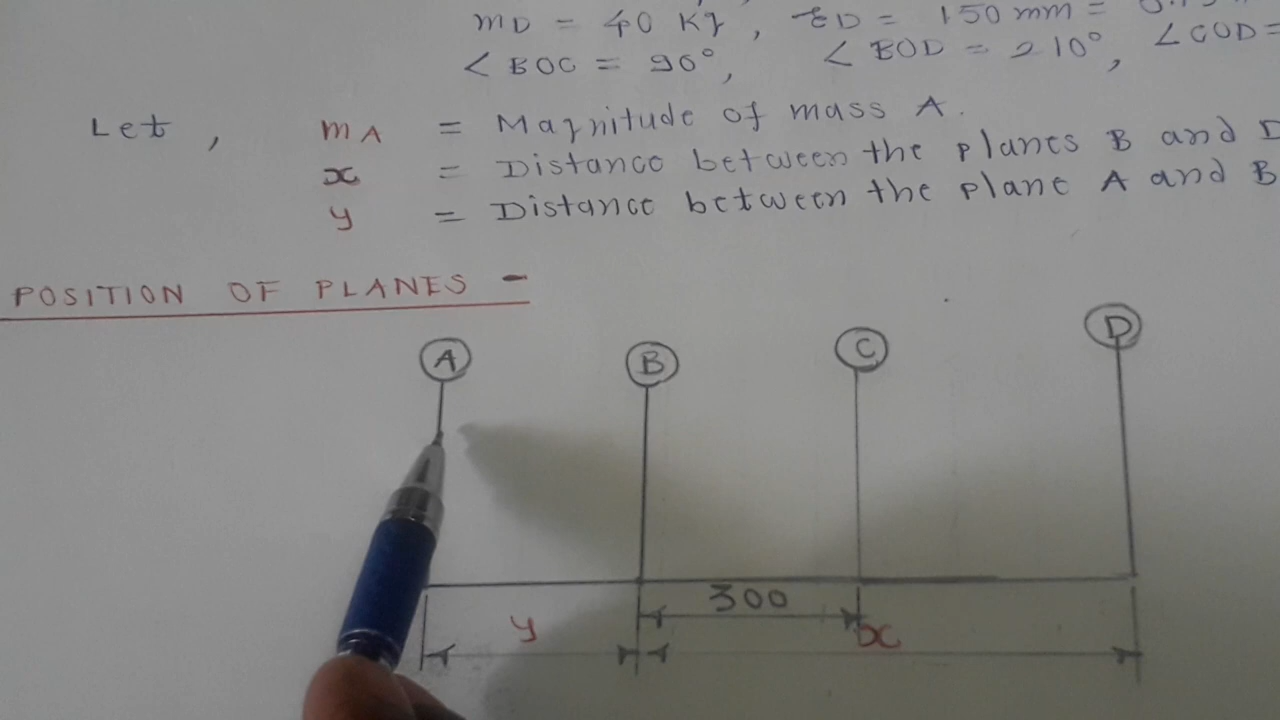 mD = 40 Kg, rD = 150 mm =
∠BOC = 90°, ∠BOD = 210°, ∠COD =
Let, mA = Magnitude of mass A.
x = Distance between the planes B and D
y = Distance between the plane A and B
POSITION OF PLANES -
A B C D
300
y x